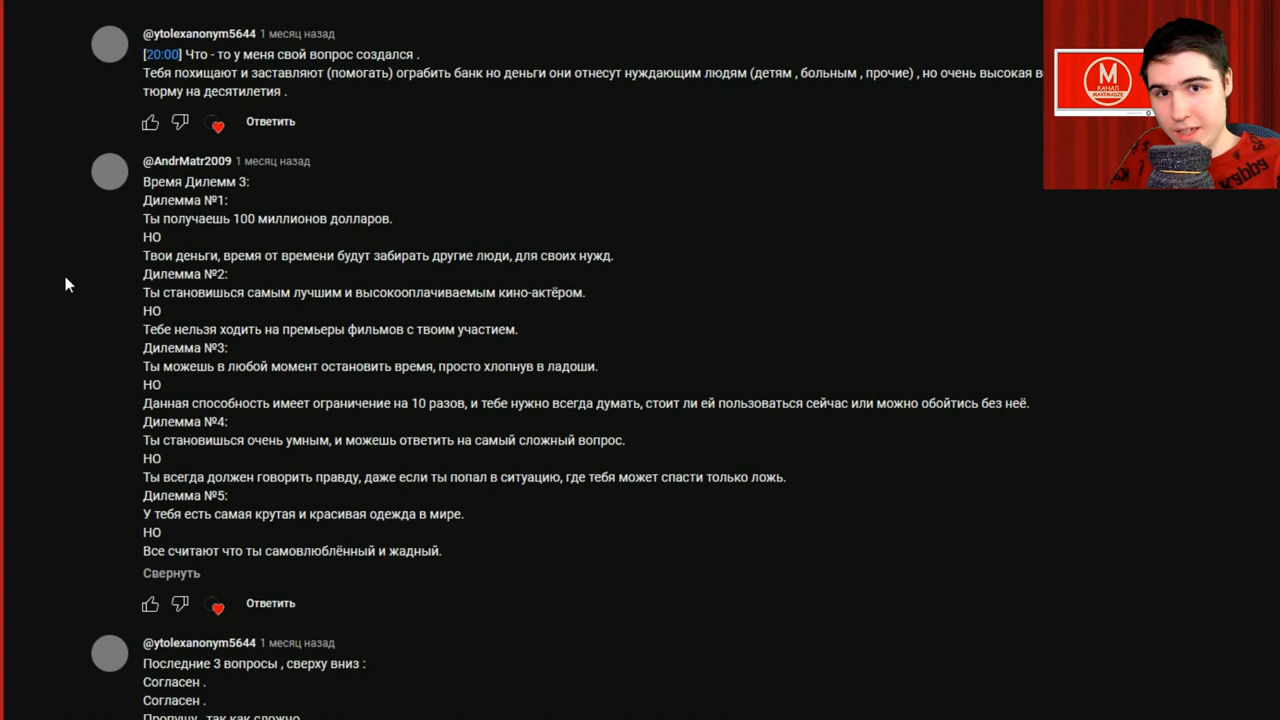 @ytolexanonym5644 1 месяц назад
[20:00] Что - то у меня свой вопрос создался .
Тебя похищают и заставляют (помогать) ограбить банк но деньги они отнесут нуждающим людям (детям , больным , прочие) , но очень высокая
тюрму на десятилетия .
Ответить
М
КАНАЛ
@AndrMatr2009 1 месяц назад
Время Дилемм 3:
Дилемма №1:
Ты получаешь 100 миллионов долларов.
НО
Твои деньги, время от времени будут забирать другие люди, для своих нужд.
Дилемма №2:
Ты становишься самым лучшим и высокооплачиваемым кино-актёром.
НО
Тебе нельзя ходить на премьеры фильмов с твоим участием.
Дилемма №3:
Ты можешь в любой момент остановить время, просто хлопнув в ладоши.
НО
Данная способность имеет ограничение на 10 разов, и тебе нужно всегда думать, стоит ли ей пользоваться сейчас или можно обойтись без неё.
Дилемма №4:
Ты становишься очень умным, и можешь ответить на самый сложный вопрос.
НО
Ты всегда должен говорить правду, даже если ты попал в ситуацию, где тебя может спасти только ложь.
Дилемма №5:
У тебя есть самая крутая и красивая одежда в мире.
НО
Все считают что ты самовлюблённый и жадный.
Свернуть
Ответить
@ytolexanonym5644 1 месяц назад
Последние 3 вопросы , сверху вниз :
Согласен .
Согласен .
Пропущу , так как сложно